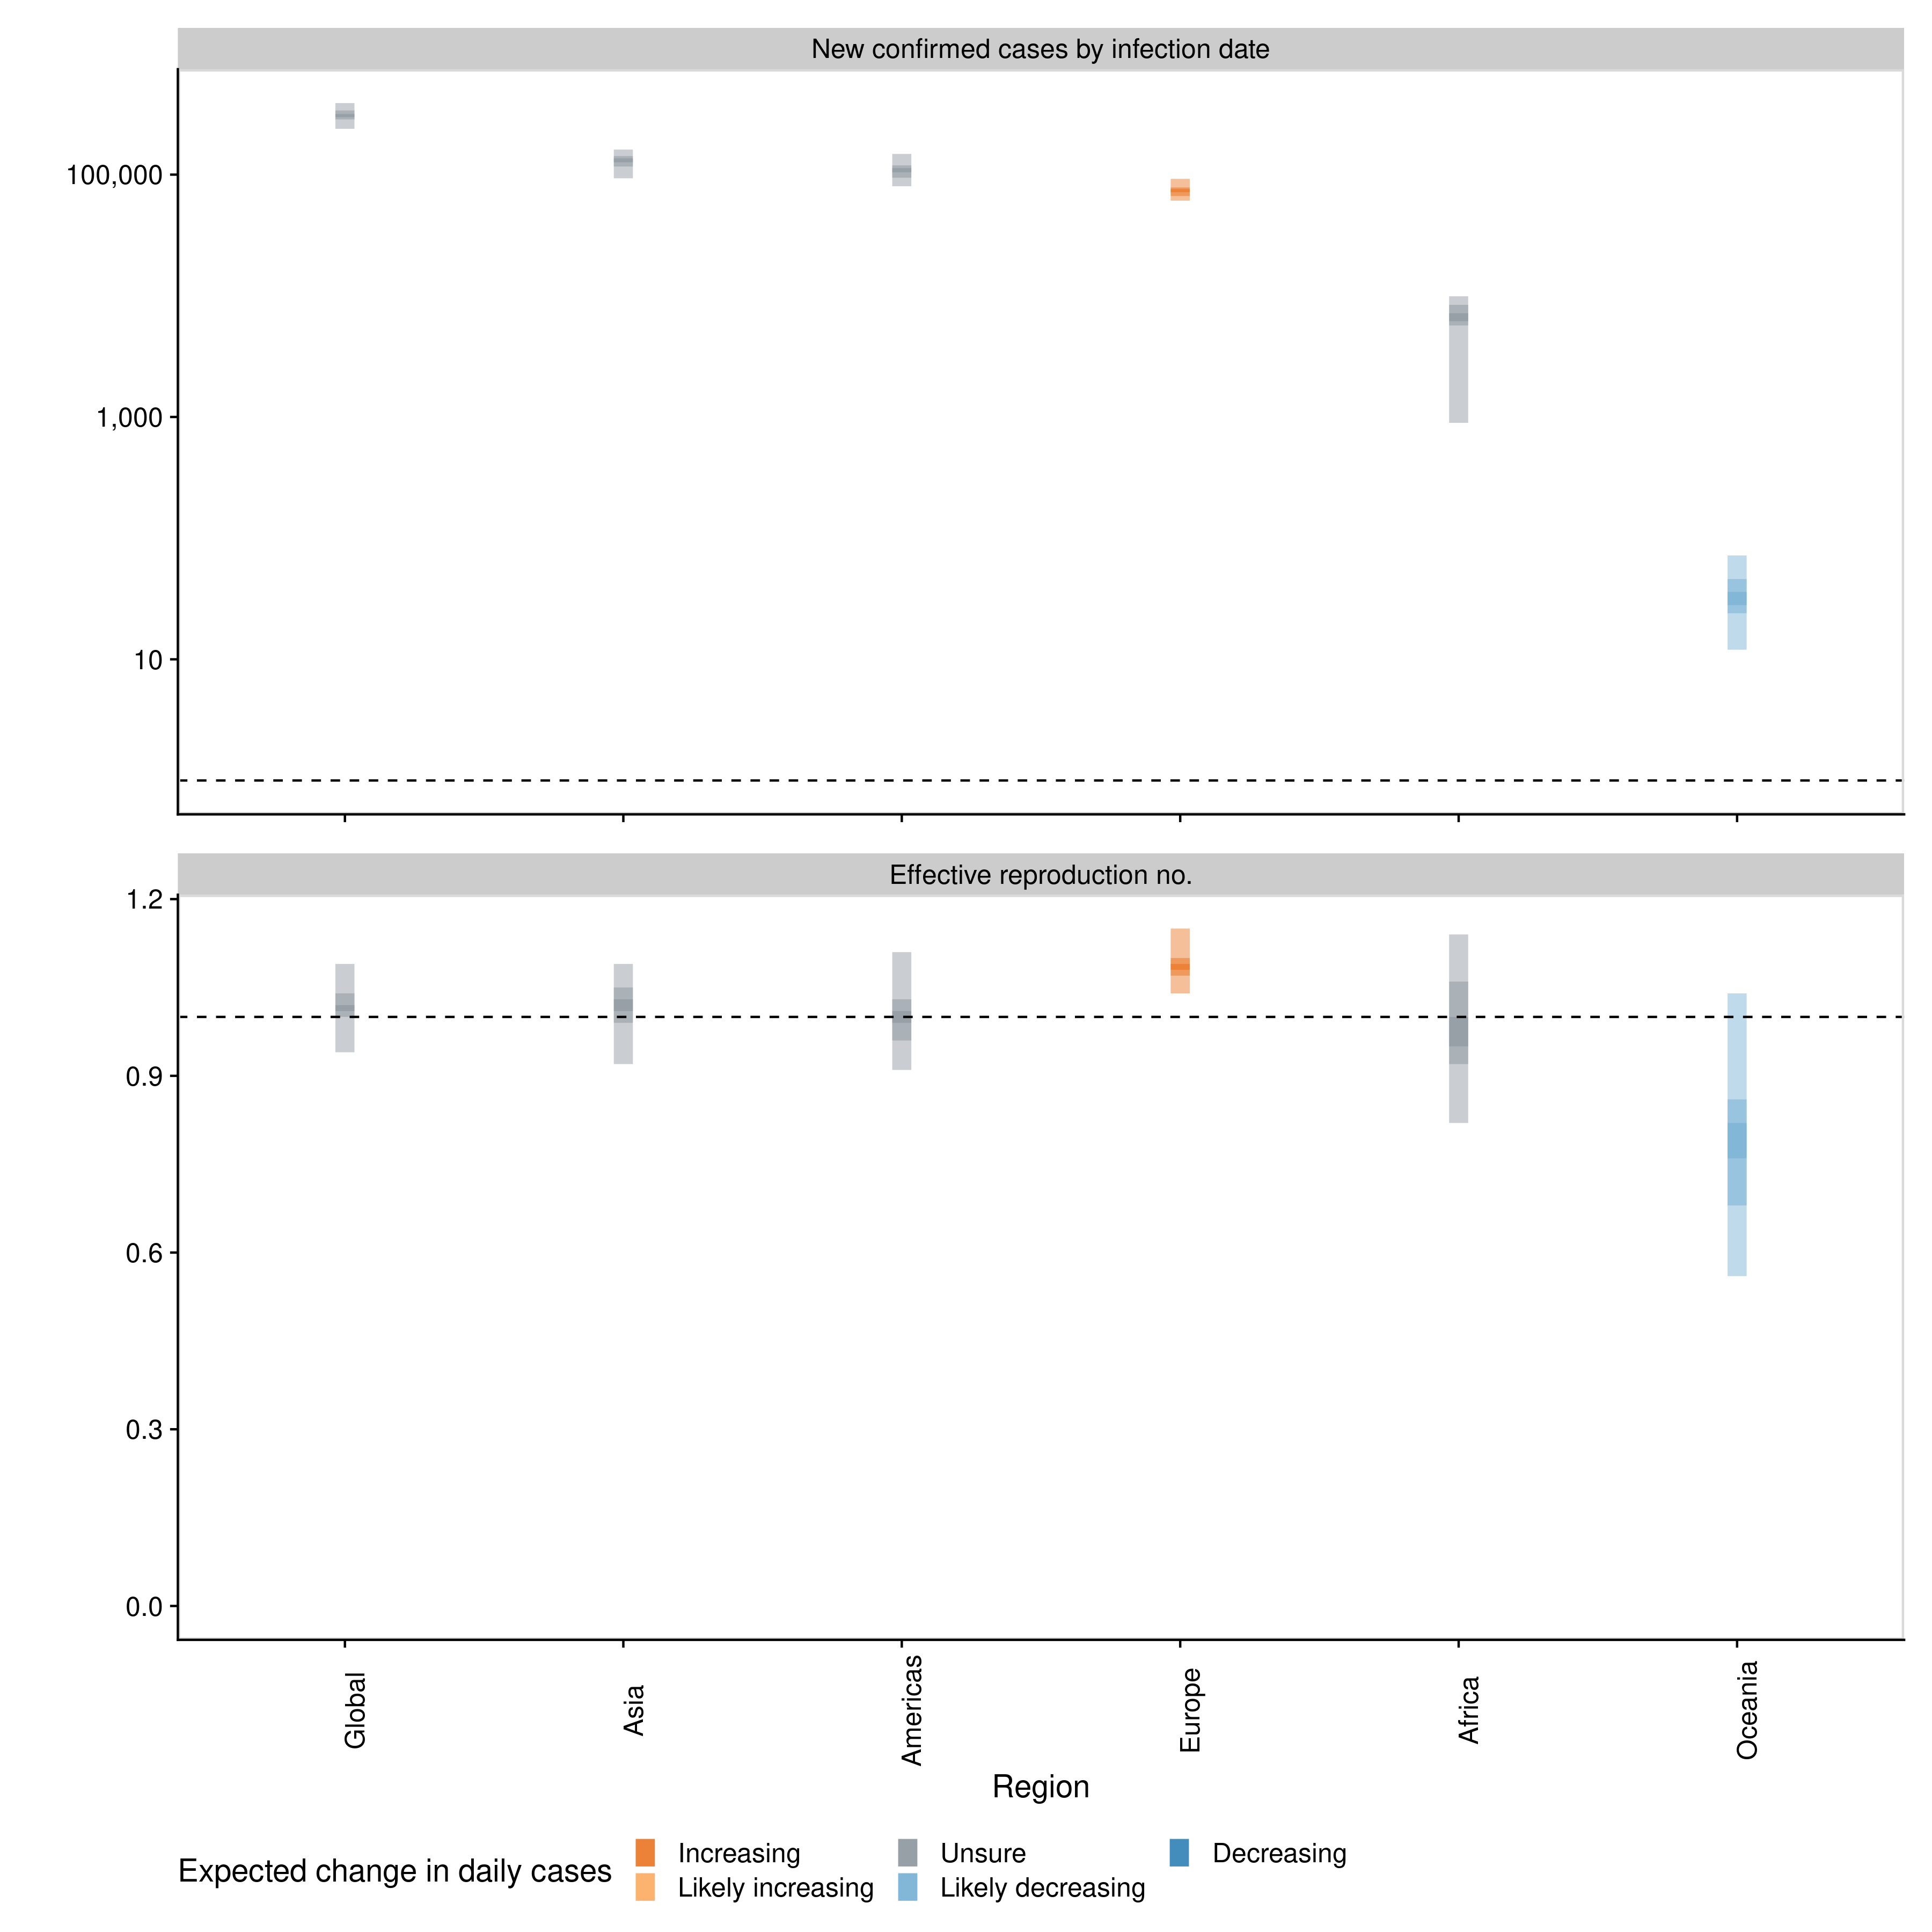 New confirmed cases by infection date
100,000
1,000
10
Effective reproduction no.
1.2
0.9
0.6
0.3
0.0
Global
Asia
Americas
Europe
Africa
Oceania
Region
Expected change in daily cases
Increasing
Likely increasing
Unsure
Likely decreasing
Decreasing